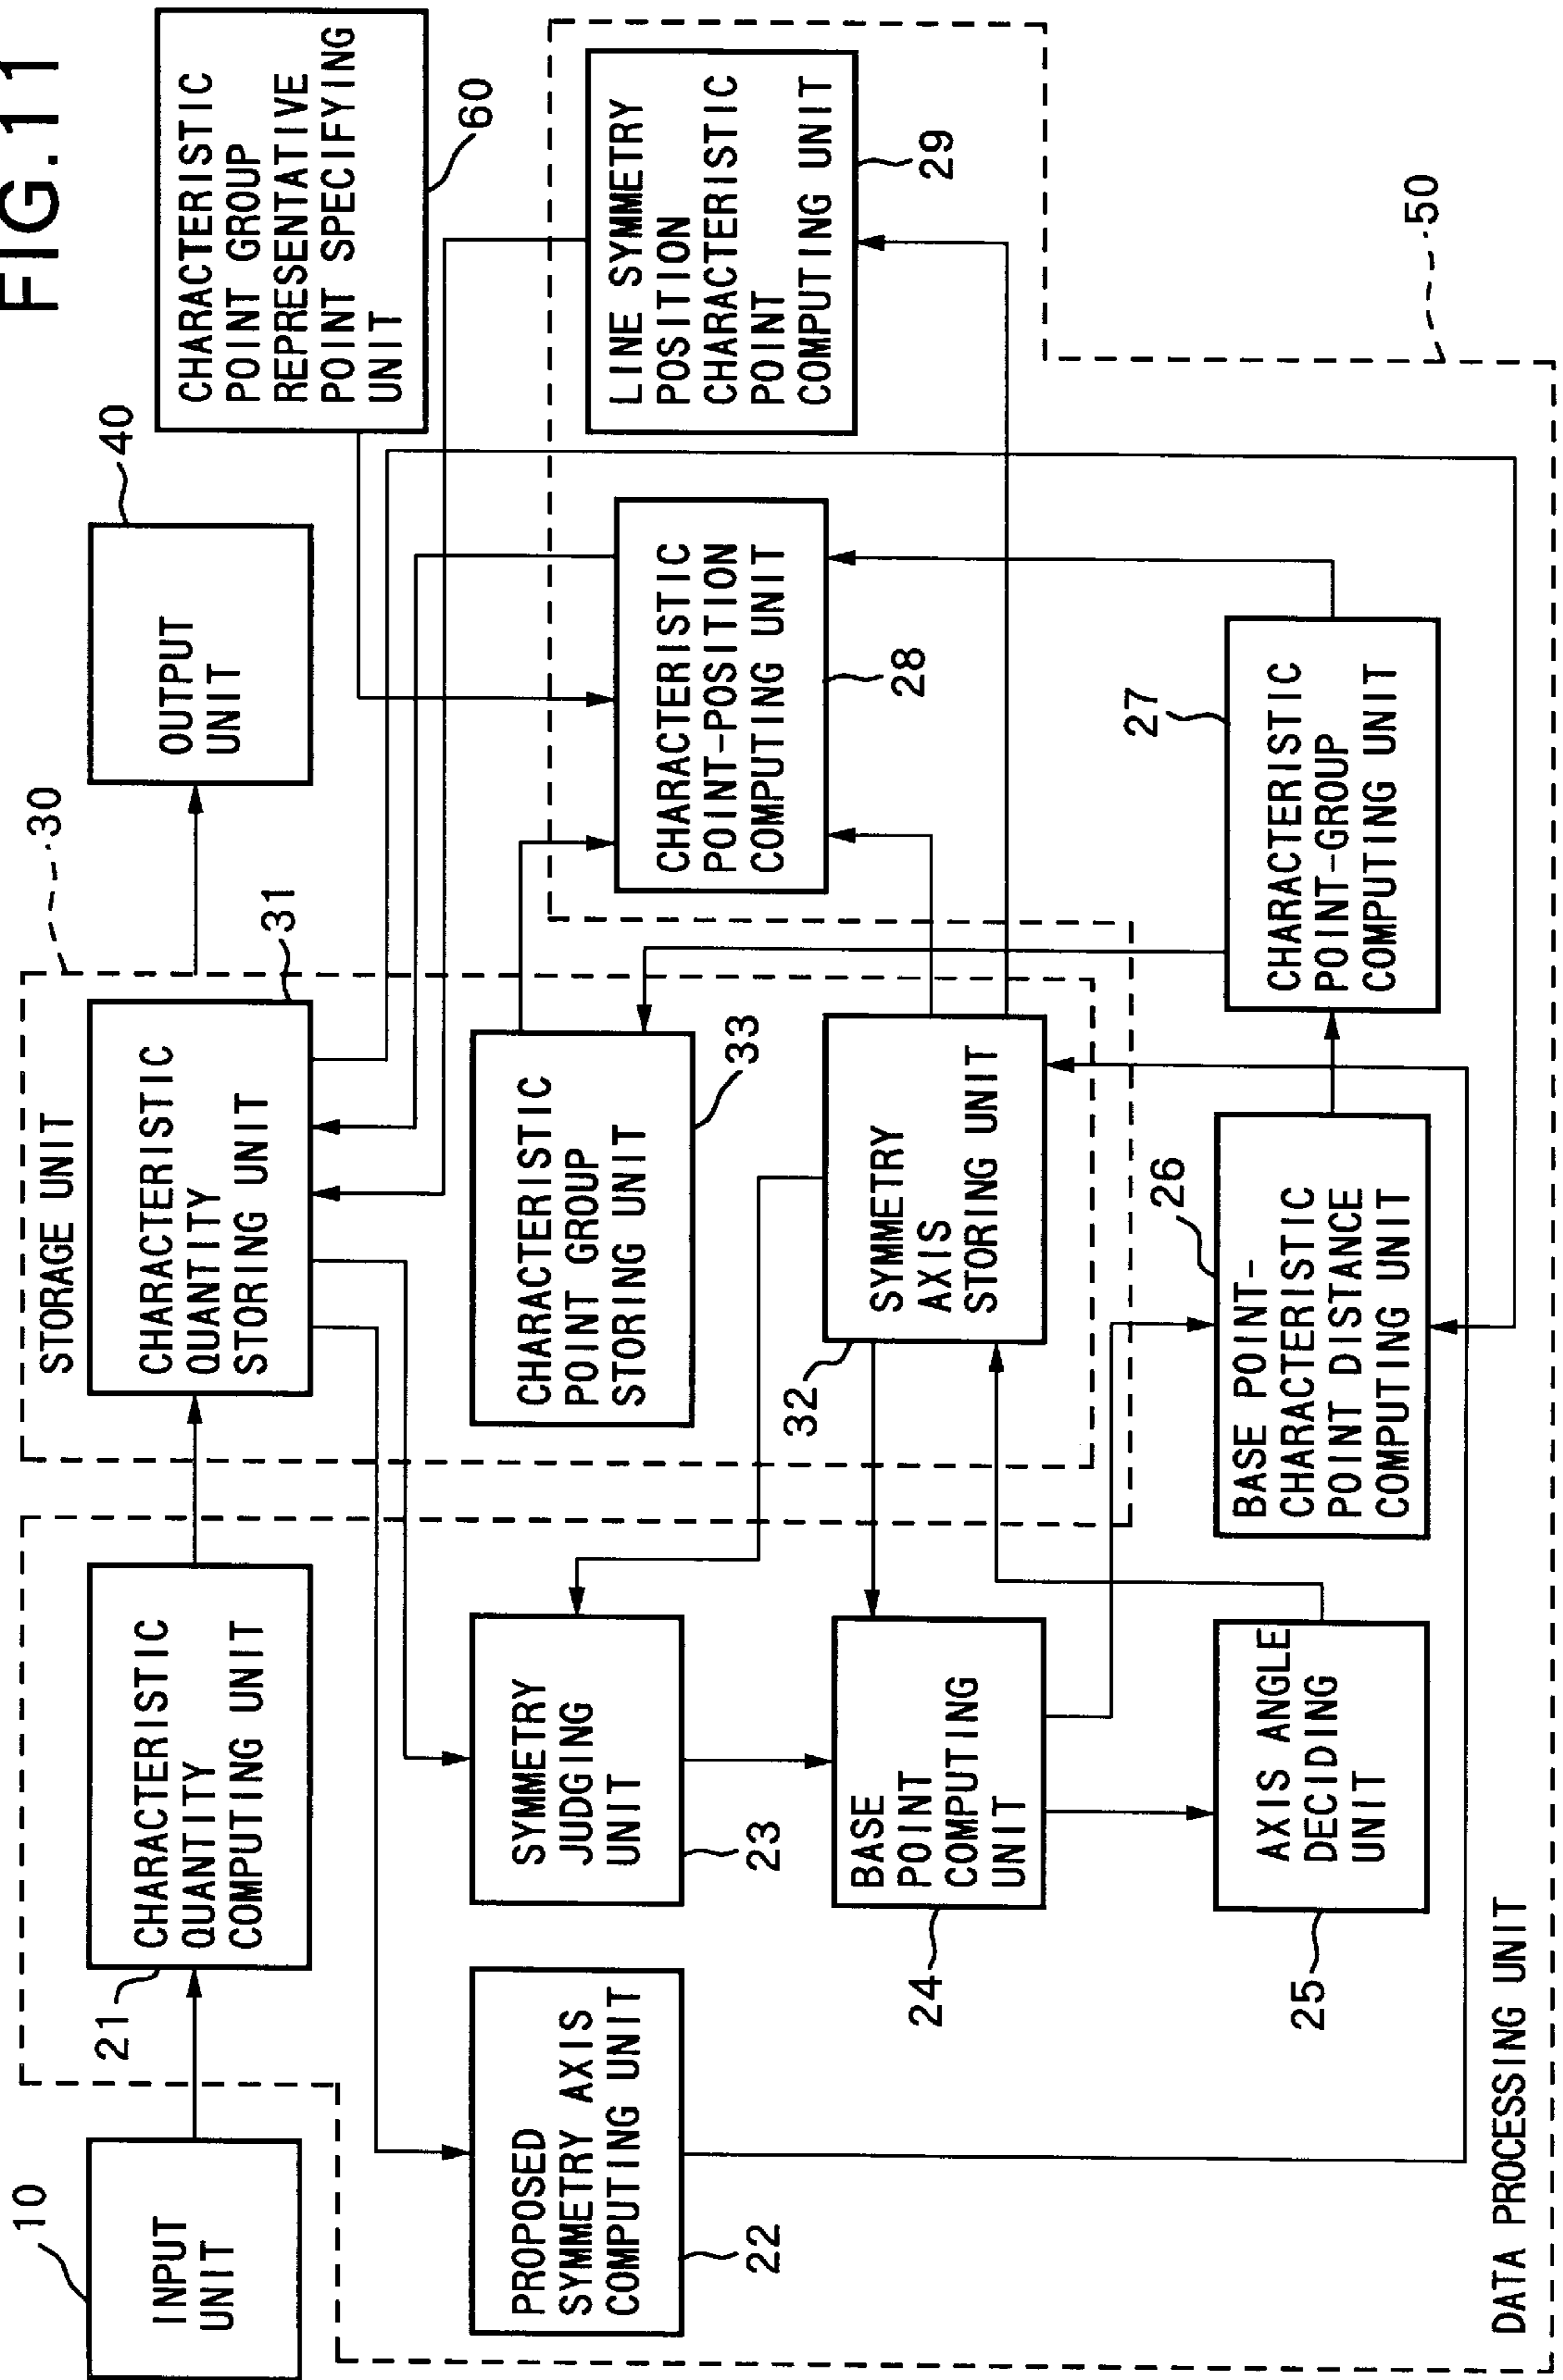 FIG.11
10
INPUT
UNIT
21
CHARACTERISTIC
QUANTITY
COMPUTING UNIT
STORAGE UNIT
30
CHARACTERISTIC
QUANTITY
STORING UNIT
31
OUTPUT
UNIT
40
CHARACTERISTIC
POINT GROUP
REPRESENTATIVE
POINT SPECIFYING
UNIT
60
PROPOSED
SYMMETRY AXIS
COMPUTING UNIT
22
SYMMETRY
JUDGING
UNIT
23
CHARACTERISTIC
POINT GROUP
STORING UNIT
33
CHARACTERISTIC
POINT-POSITION
COMPUTING UNIT
28
LINE SYMMETRY
POSITION
CHARACTERISTIC
POINT
COMPUTING UNIT
29
BASE
POINT
COMPUTING
UNIT
24
SYMMETRY
AXIS
STORING UNIT
32
AXIS ANGLE
DECIDING
UNIT
25
BASE POINT-
CHARACTERISTIC
POINT DISTANCE
COMPUTING UNIT
26
CHARACTERISTIC
POINT-GROUP
COMPUTING UNIT
27
50
DATA PROCESSING UNIT